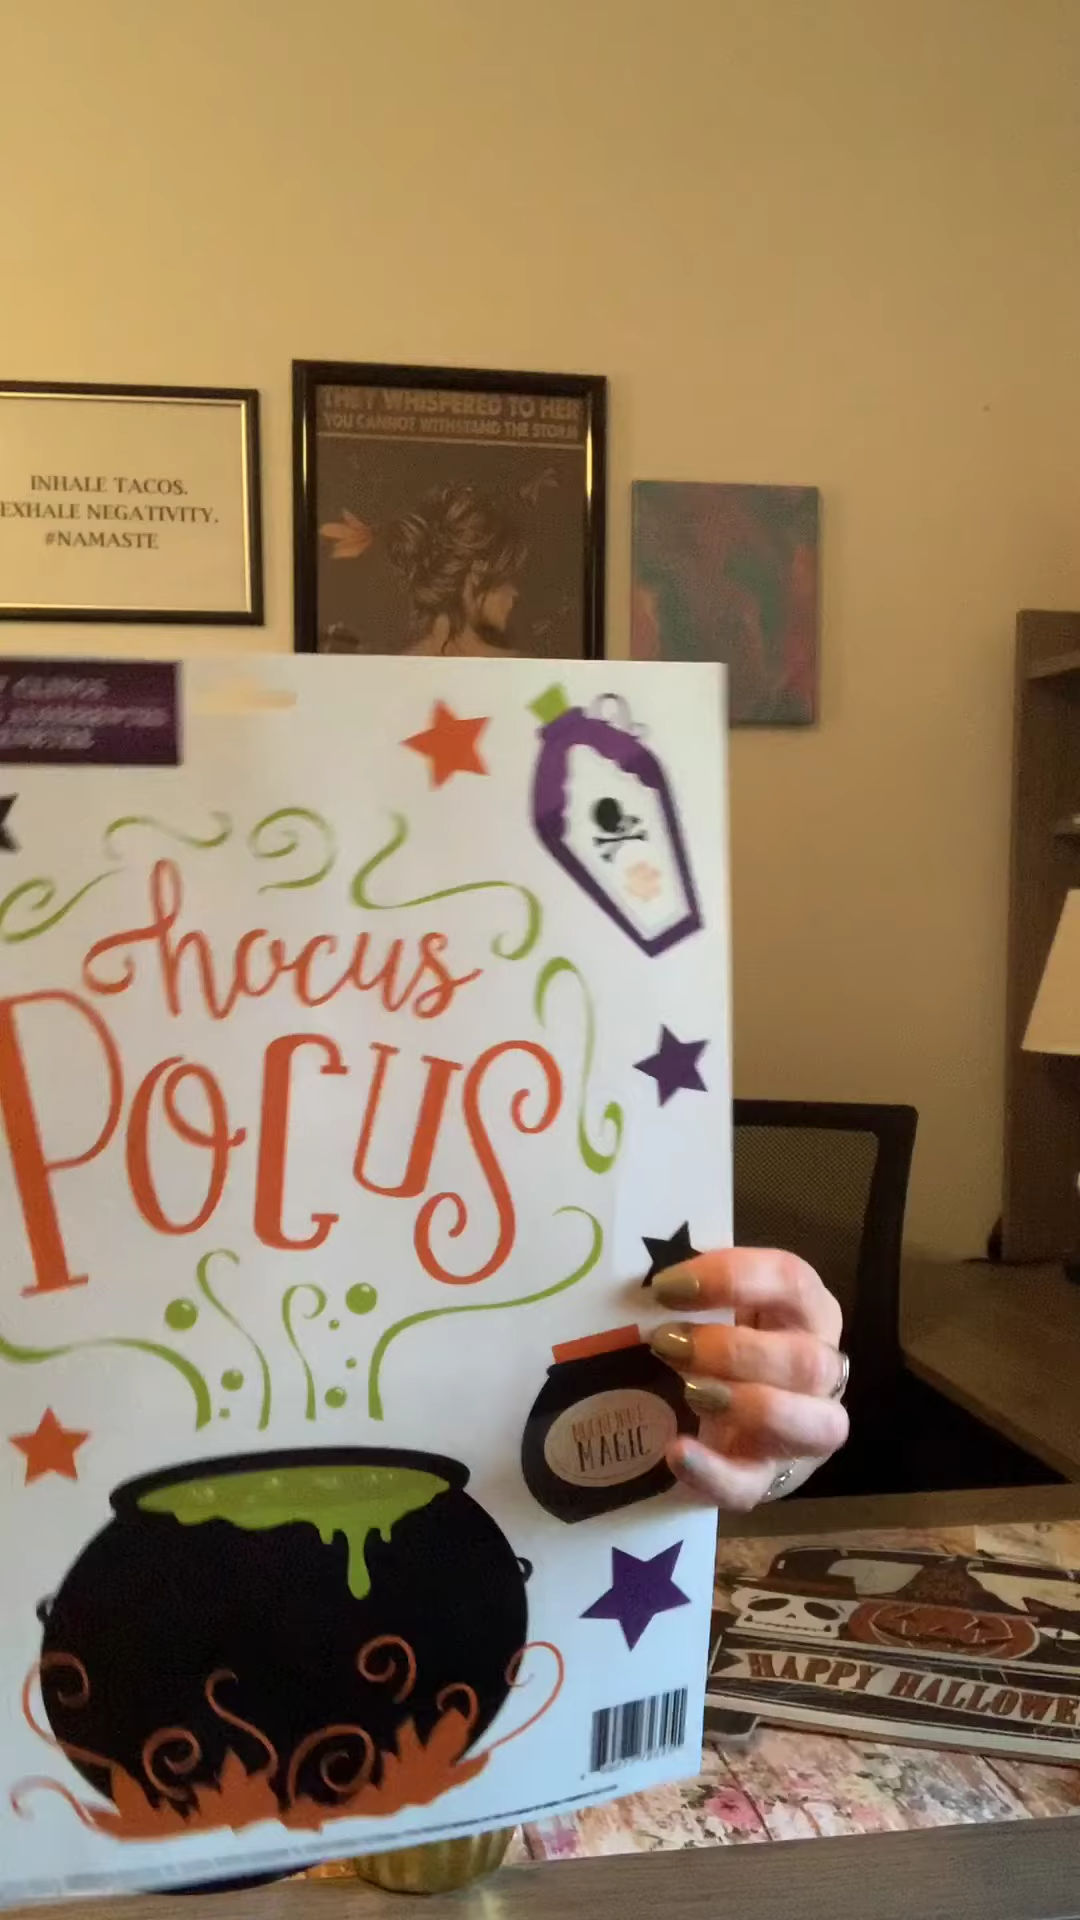 THEY WHISPERED TO HER
YOU CANNOT WITHSTAND THE STORM
INHALE TACOS.
EXHALE NEGATIVITY.
#NAMASTE
hocus
Pocus
MAGIC
HAPPY HALLOWE